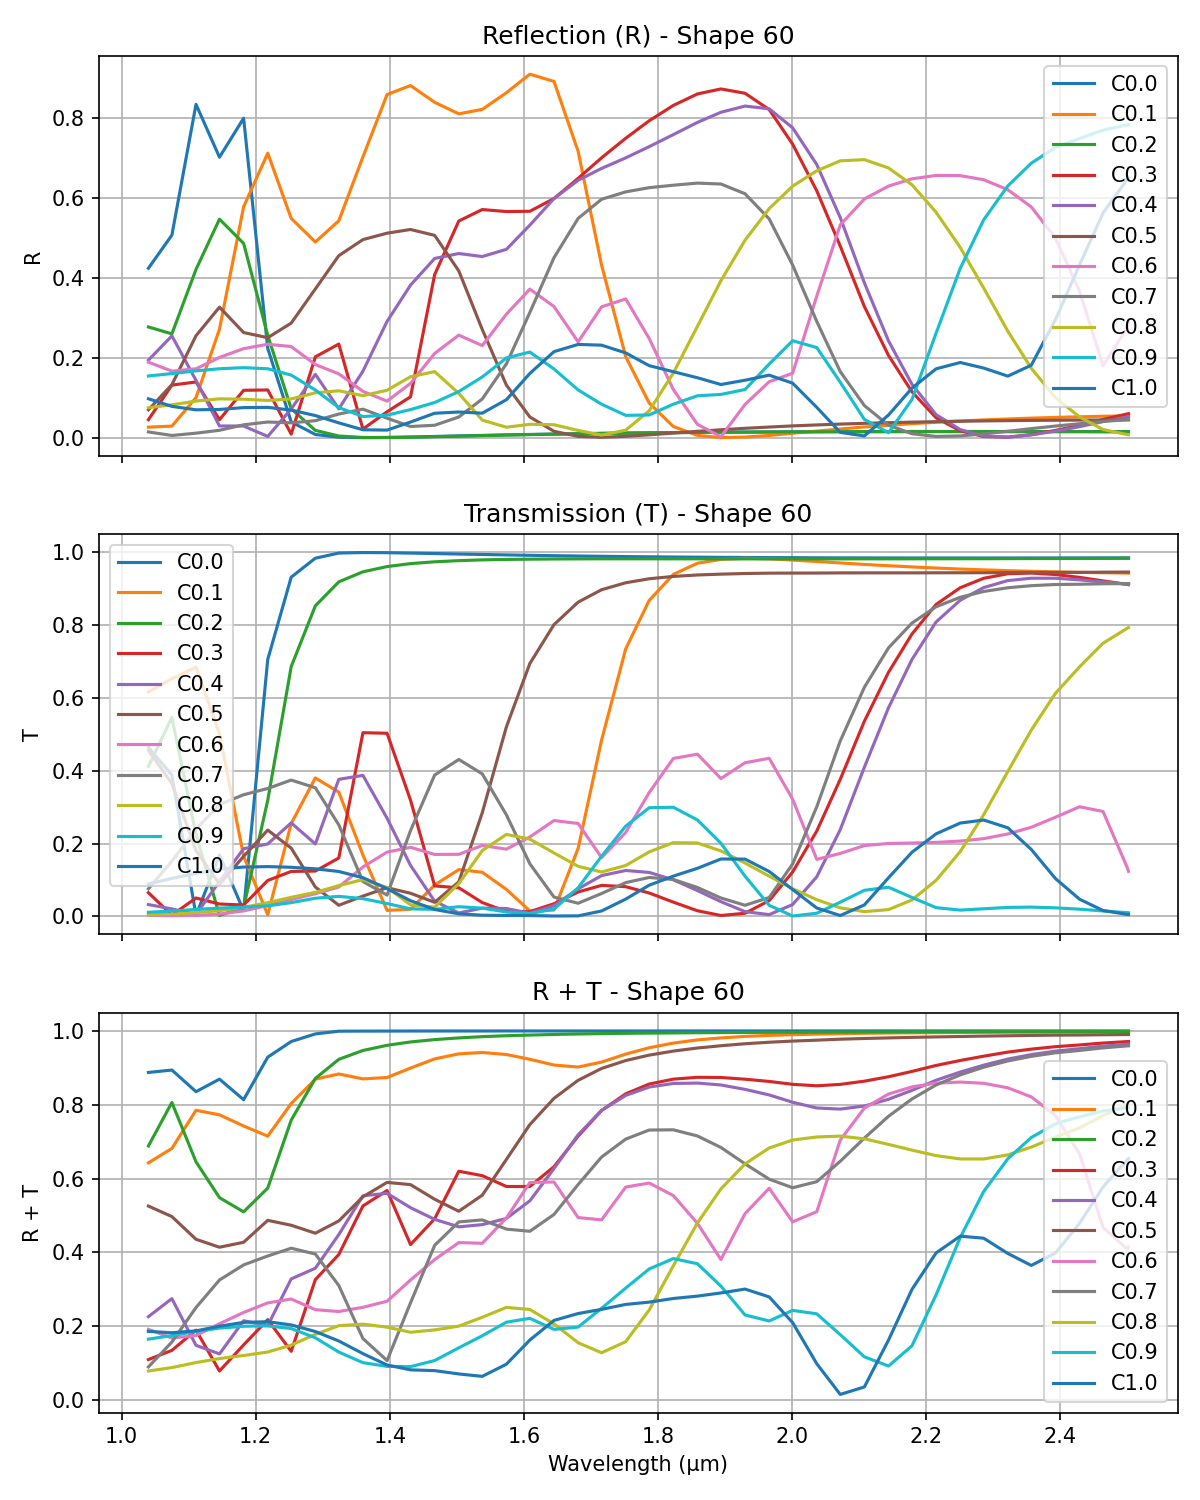 Reflection (R) - Shape 60
R
0.8
0.6
0.4
0.2
0.0
C0.0
C0.1
C0.2
C0.3
C0.4
C0.5
C0.6
C0.7
C0.8
C0.9
C1.0
Transmission (T) - Shape 60
T
1.0
0.8
0.6
0.4
0.2
0.0
C0.0
C0.1
C0.2
C0.3
C0.4
C0.5
C0.6
C0.7
C0.8
C0.9
C1.0
R + T - Shape 60
R + T
1.0
0.8
0.6
0.4
0.2
0.0
C0.0
C0.1
C0.2
C0.3
C0.4
C0.5
C0.6
C0.7
C0.8
C0.9
C1.0
1.0 1.2 1.4 1.6 1.8 2.0 2.2 2.4
Wavelength (μm)